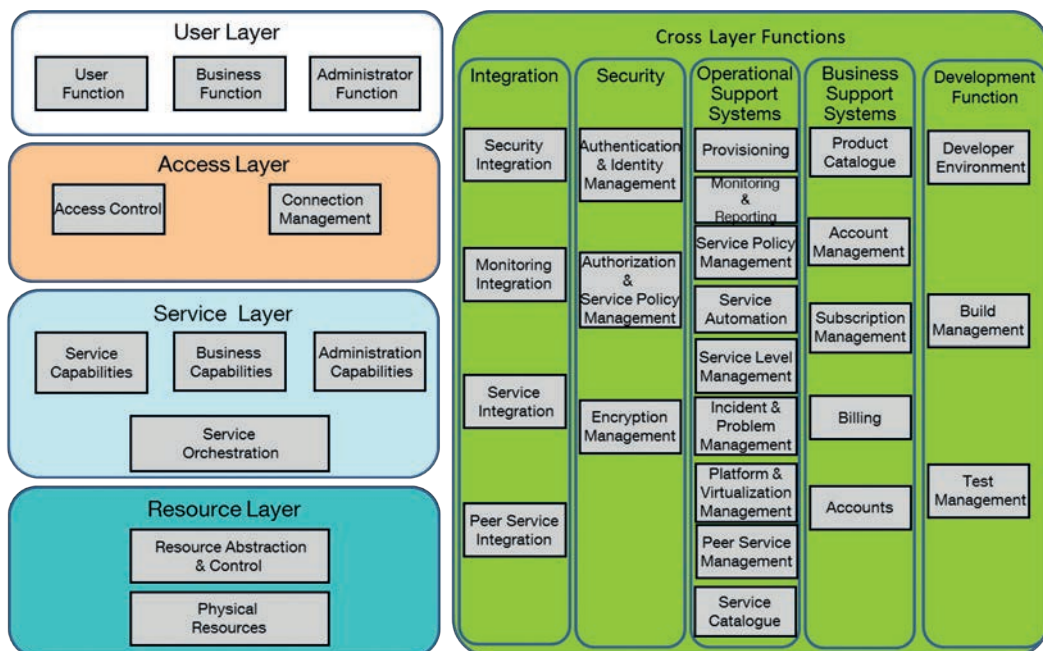 User Layer
User
Function
Business
Function
Administrator
Function
Access Layer
Access Control
Connection
Management
Service Layer
Service
Capabilities
Business
Capabilities
Administration
Capabilities
Service
Orchestration
Resource Layer
Resource Abstraction
& Control
Physical
Resources
Cross Layer Functions
Integration
Security
Integration
Monitoring
Integration
Service
Integration
Peer Service
Integration
Security
Authentication
& Identity
Management
Authorization
&
Service Policy
Management
Encryption
Management
Operational
Support
Systems
Provisioning
Monitoring
&
Reporting
Service Policy
Management
Service
Automation
Service Level
Management
Incident &
Problem
Management
Platform &
Virtualization
Management
Peer Service
Management
Service
Catalogue
Business
Support
Systems
Product
Catalogue
Account
Management
Subscription
Management
Billing
Accounts
Development
Function
Developer
Environment
Build
Management
Test
Management